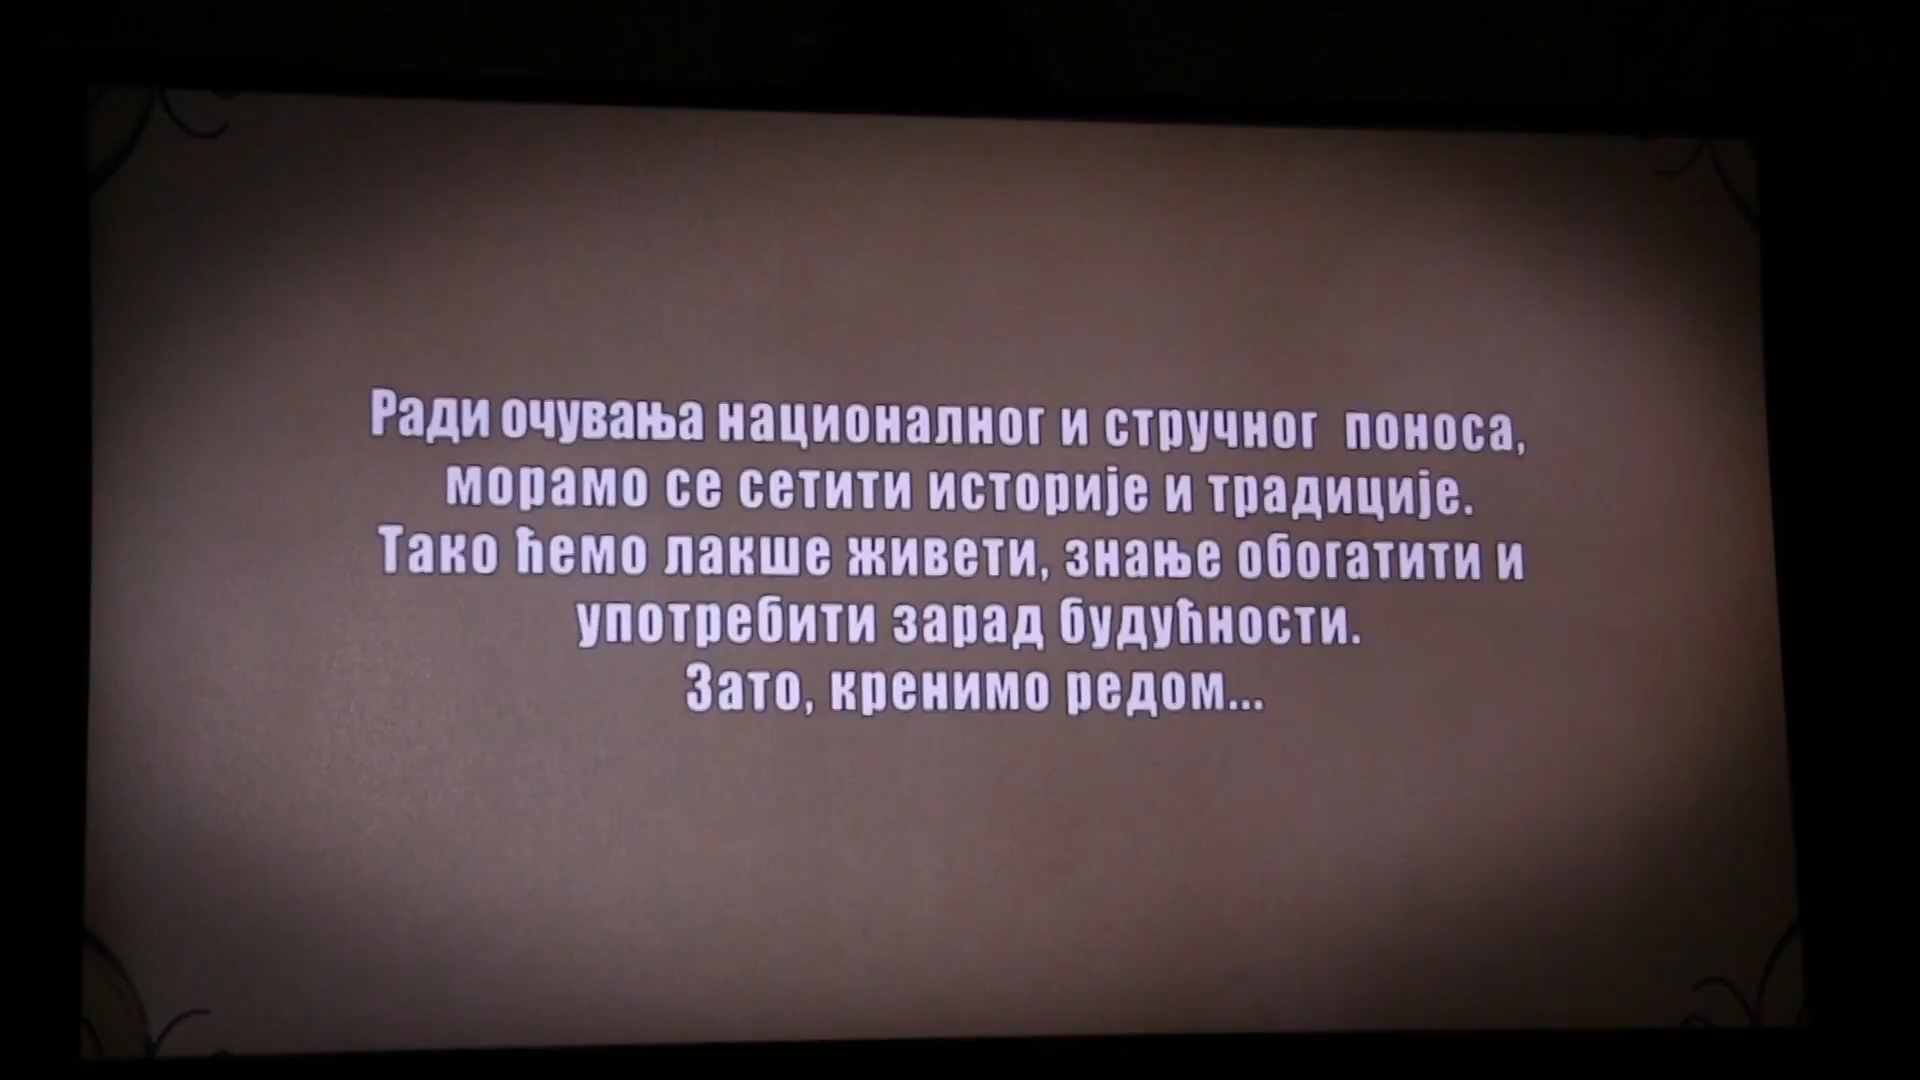 Ради очувања националног и стручног поноса,
морамо се сетити историје и традиције.
Тако ћемо лакше живети, знање обогатити и
употребити зарад будућности.
Зато, кренимо редом...